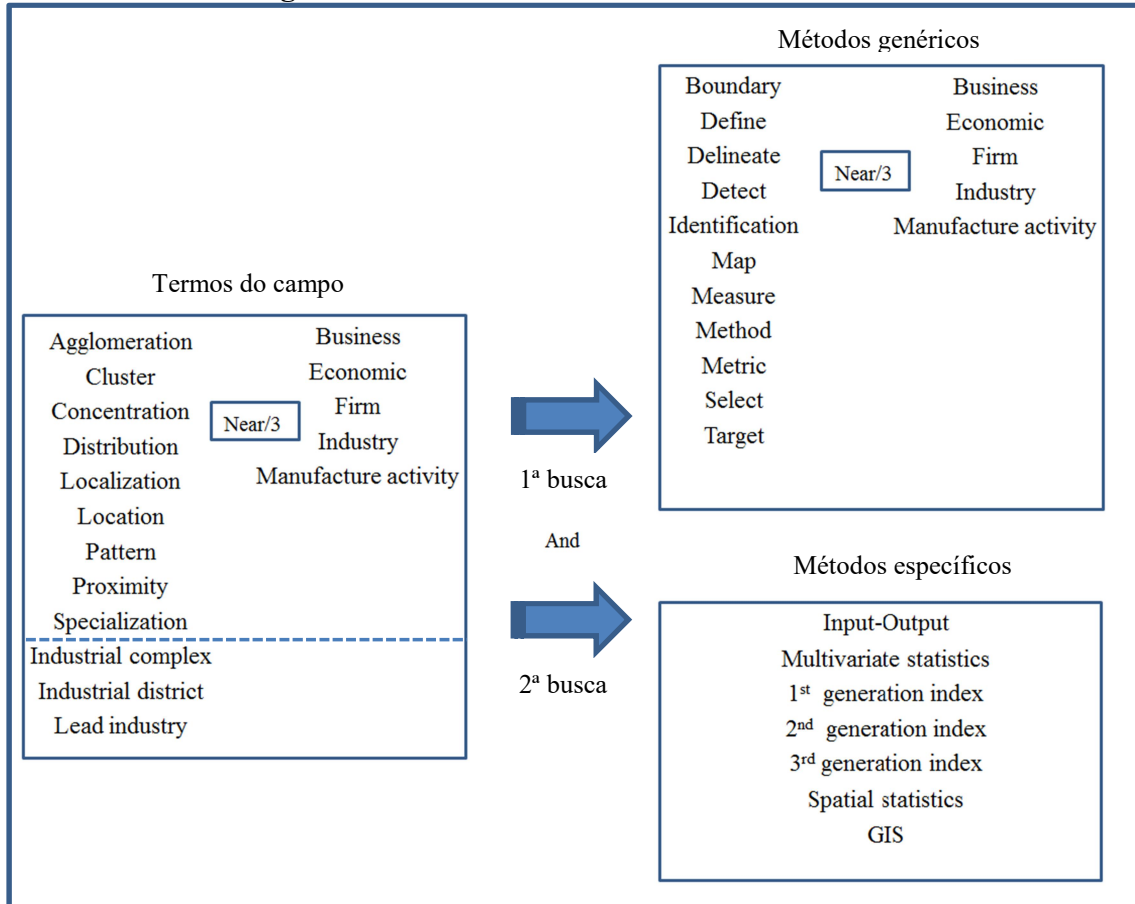 Métodos genéricos
Boundary
Define
Delineate
Detect
Identification
Map
Measure
Method
Metric
Select
Target
Near/3
Business
Economic
Firm
Industry
Manufacture activity
Termos do campo
Agglomeration
Cluster
Concentration
Distribution
Localization
Location
Pattern
Proximity
Specialization
Industrial complex
Industrial district
Lead industry
Near/3
Business
Economic
Firm
Industry
Manufacture activity
1ª busca
And
2ª busca
Métodos específicos
Input-Output
Multivariate statistics
1st generation index
2nd generation index
3rd generation index
Spatial statistics
GIS